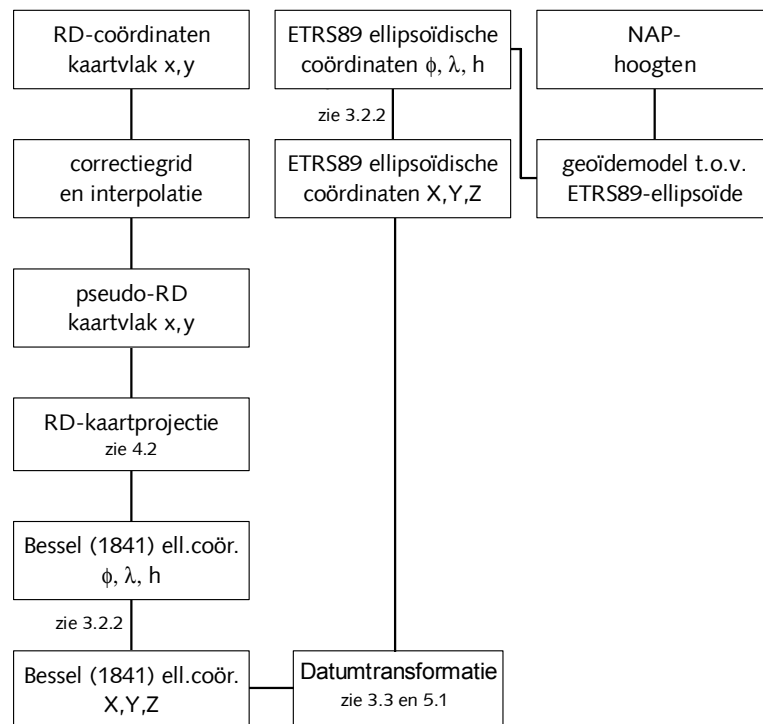 RD-coördinaten
kaartvlak x,y
correctiegrid
en interpolatie
pseudo-RD
kaartvlak x,y
RD-kaartprojectie
zie 4.2
Bessel (1841) ell.coör.
ϕ, λ, h
zie 3.2.2
Bessel (1841) ell.coör.
X,Y,Z
Datumtransformatie
zie 3.3 en 5.1
ETRS89 ellipsoïdische
coördinaten ϕ, λ, h
zie 3.2.2
ETRS89 ellipsoïdische
coördinaten X,Y,Z
NAP-
hoogten
geoïdemodel t.o.v.
ETRS89-ellipsoïde